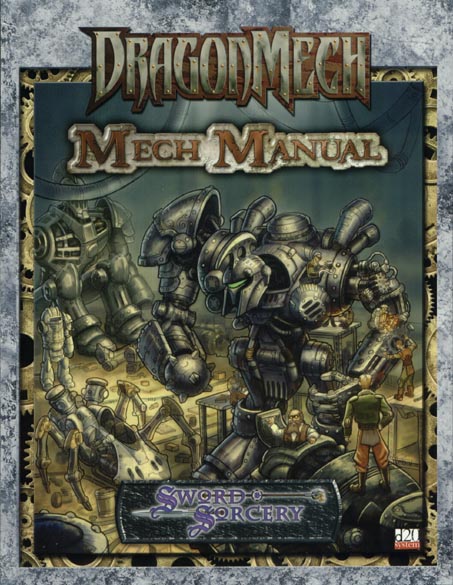 DRAGONMECH
MECH MANUAL
SWORD & SORCERY
d20
system